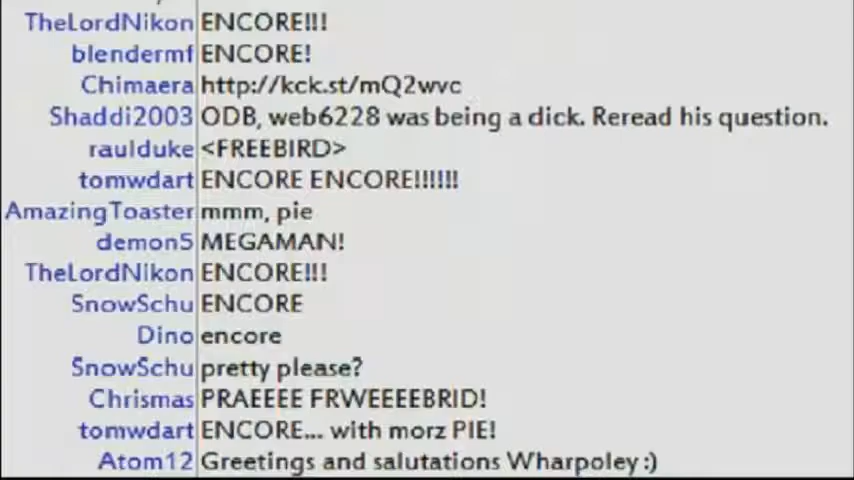 TheLordNikon ENCORE!!!
blendermf ENCORE!
Chimaera http://kck.st/mQ2wvc
Shaddi2003 ODB, web6228 was being a dick. Reread his question.
raulduke <FREEBIRD>
tomwdart ENCORE ENCORE!!!!!!
AmazingToaster mmm, pie
demon5 MEGAMAN!
TheLordNikon ENCORE!!!
SnowSchu ENCORE
Dino encore
SnowSchu pretty please?
Chrismas PRAEEEE FRWEEEEBRID!
tomwdart ENCORE... with morz PIE!
Atom12 Greetings and salutations Wharpoley :)